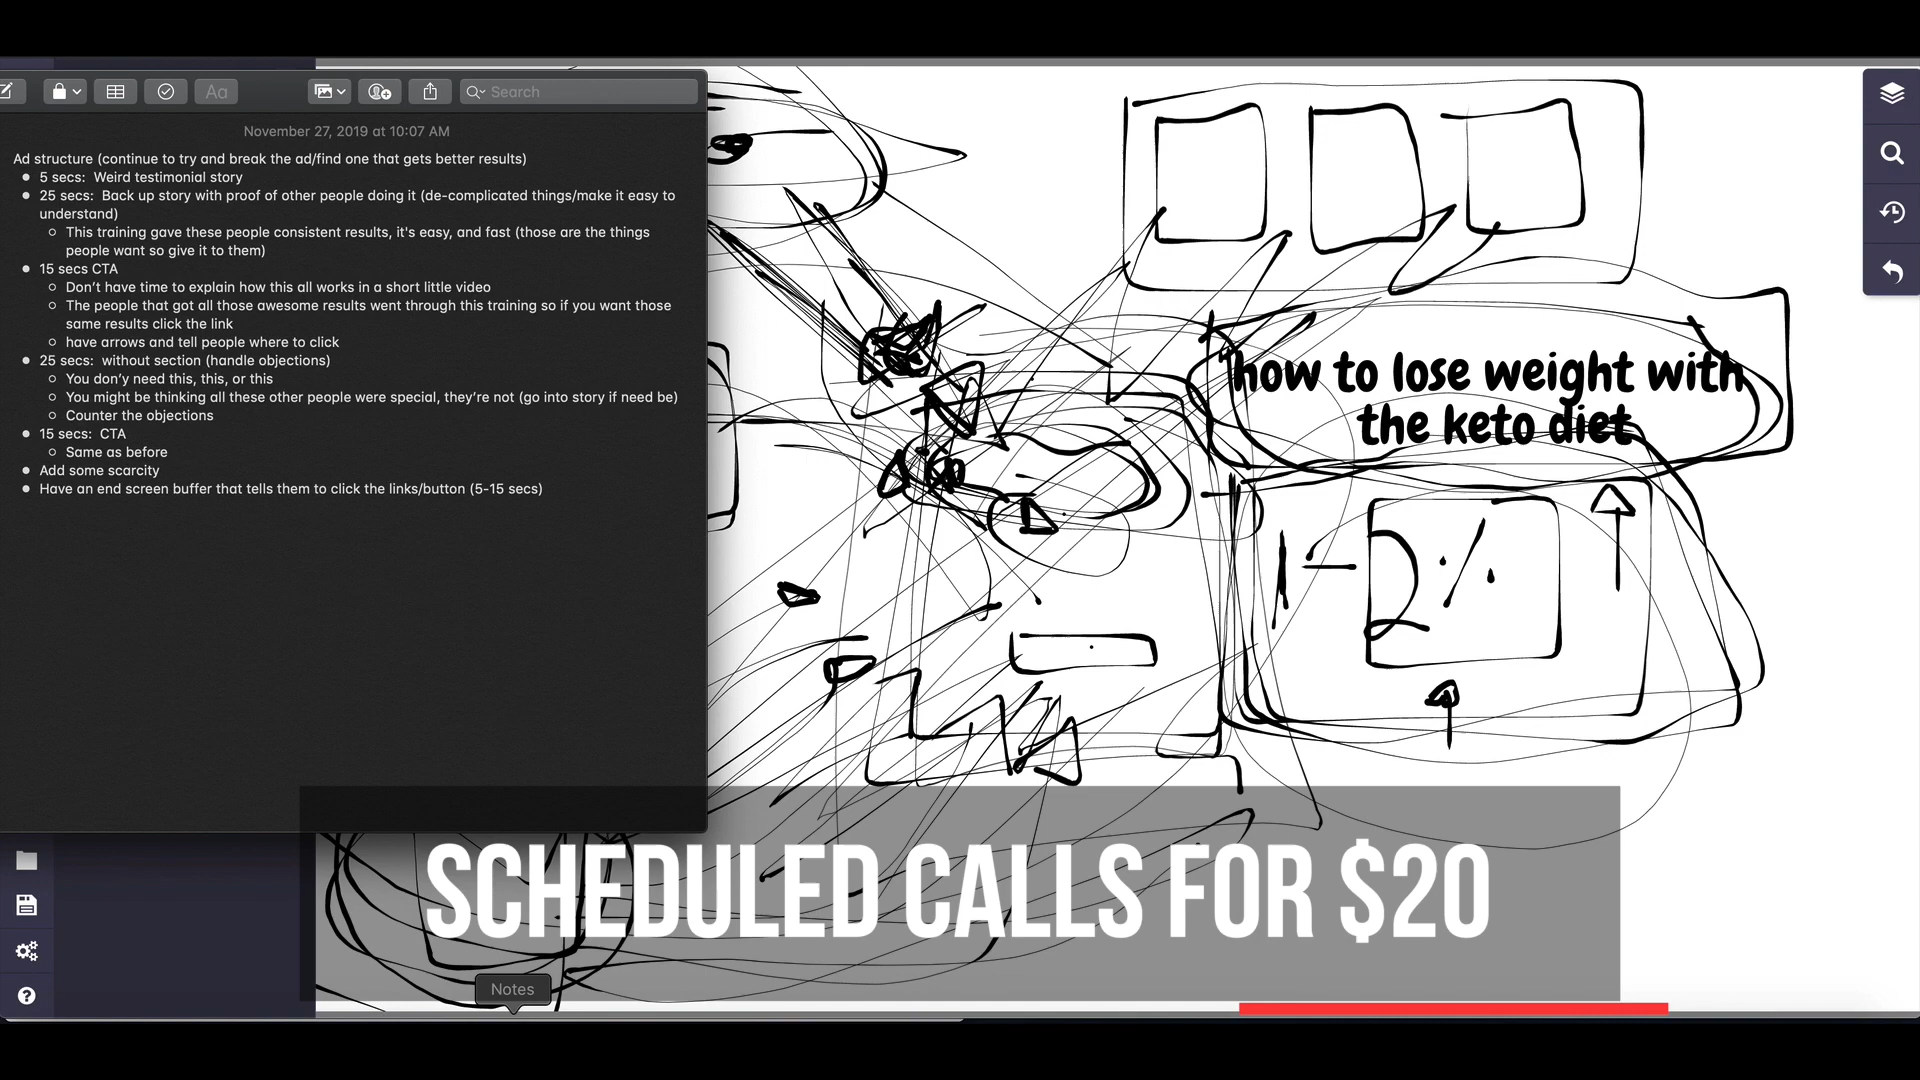 Aa
Search
November 27, 2019 at 10:07 AM
Ad structure (continue to try and break the ad/find one that gets better results)
5 secs: Weird testimonial story
25 secs: Back up story with proof of other people doing it (de-complicated things/make it easy to
understand)
This training gave these people consistent results, it's easy, and fast (those are the things
people want so give it to them)
15 secs CTA
Don't have time to explain how this all works in a short little video
The people that got all those awesome results went through this training so if you want those
same results click the link
have arrows and tell people where to click
25 secs: without section (handle objections)
You don'y need this, this, or this
You might be thinking all these other people were special, they're not (go into story if need be)
Counter the objections
15 secs: CTA
Same as before
Add some scarcity
Have an end screen buffer that tells them to click the links/button (5-15 secs)
how to lose weight with
the keto diet
1-2%
SCHEDULED CALLS FOR $20
Notes